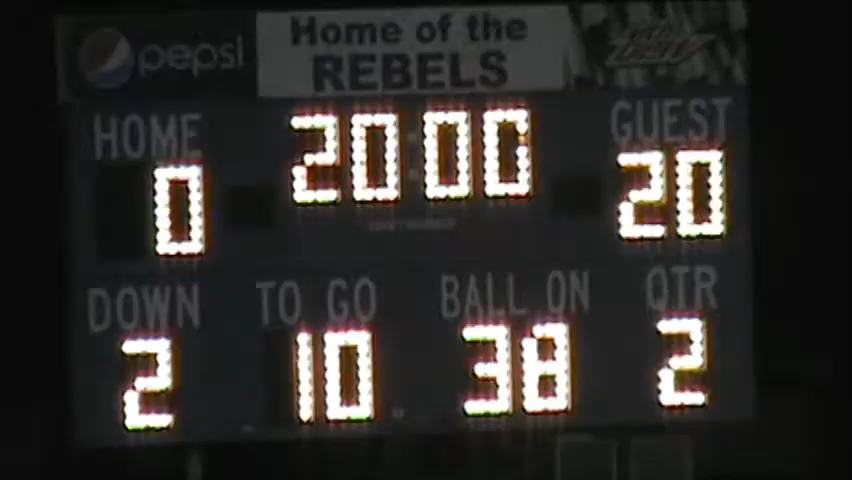 pepsi
Home of the
REBELS
HOME
20:00
GUEST
0
20
DOWN
TO GO
BALL ON
QTR
2
10
38
2